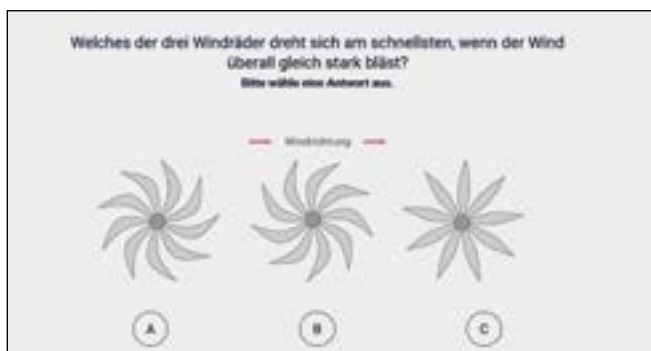 Welches der drei Windräder dreht sich am schnellsten, wenn der Wind
überall gleich stark bläst?
Bitte wähle eine Antwort aus.
Windrichtung
A B C